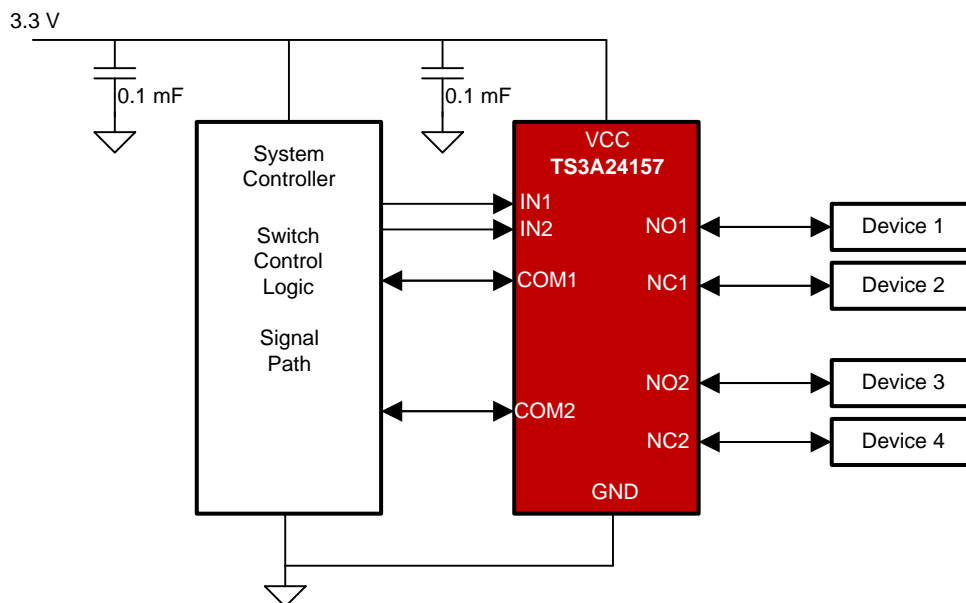 3.3 V
0.1 mF
0.1 mF
System
Controller
Switch
Control
Logic
Signal
Path
VCC
TS3A24157
IN1
IN2
COM1
COM2
NO1
NC1
NO2
NC2
GND
Device 1
Device 2
Device 3
Device 4